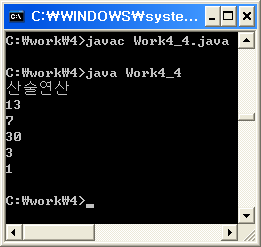 C:₩WINDOWS₩syste...
C:₩work₩4>javac Work4_4.java
C:₩work₩4>java Work4_4
산술연산
13
7
30
3
1
C:₩work₩4>_